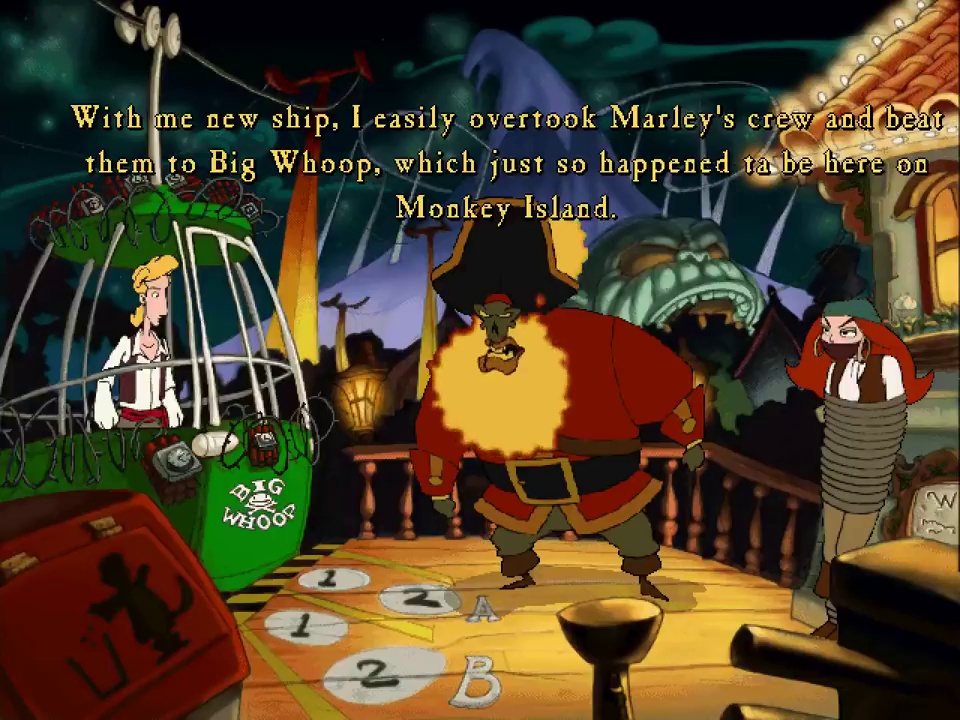 With me new ship, I easily overtook Marley's crew and beat
them to Big Whoop, which just so happened ta be here on
Monkey Island.
BIG
WHOOP
1
2
A
1
2
B